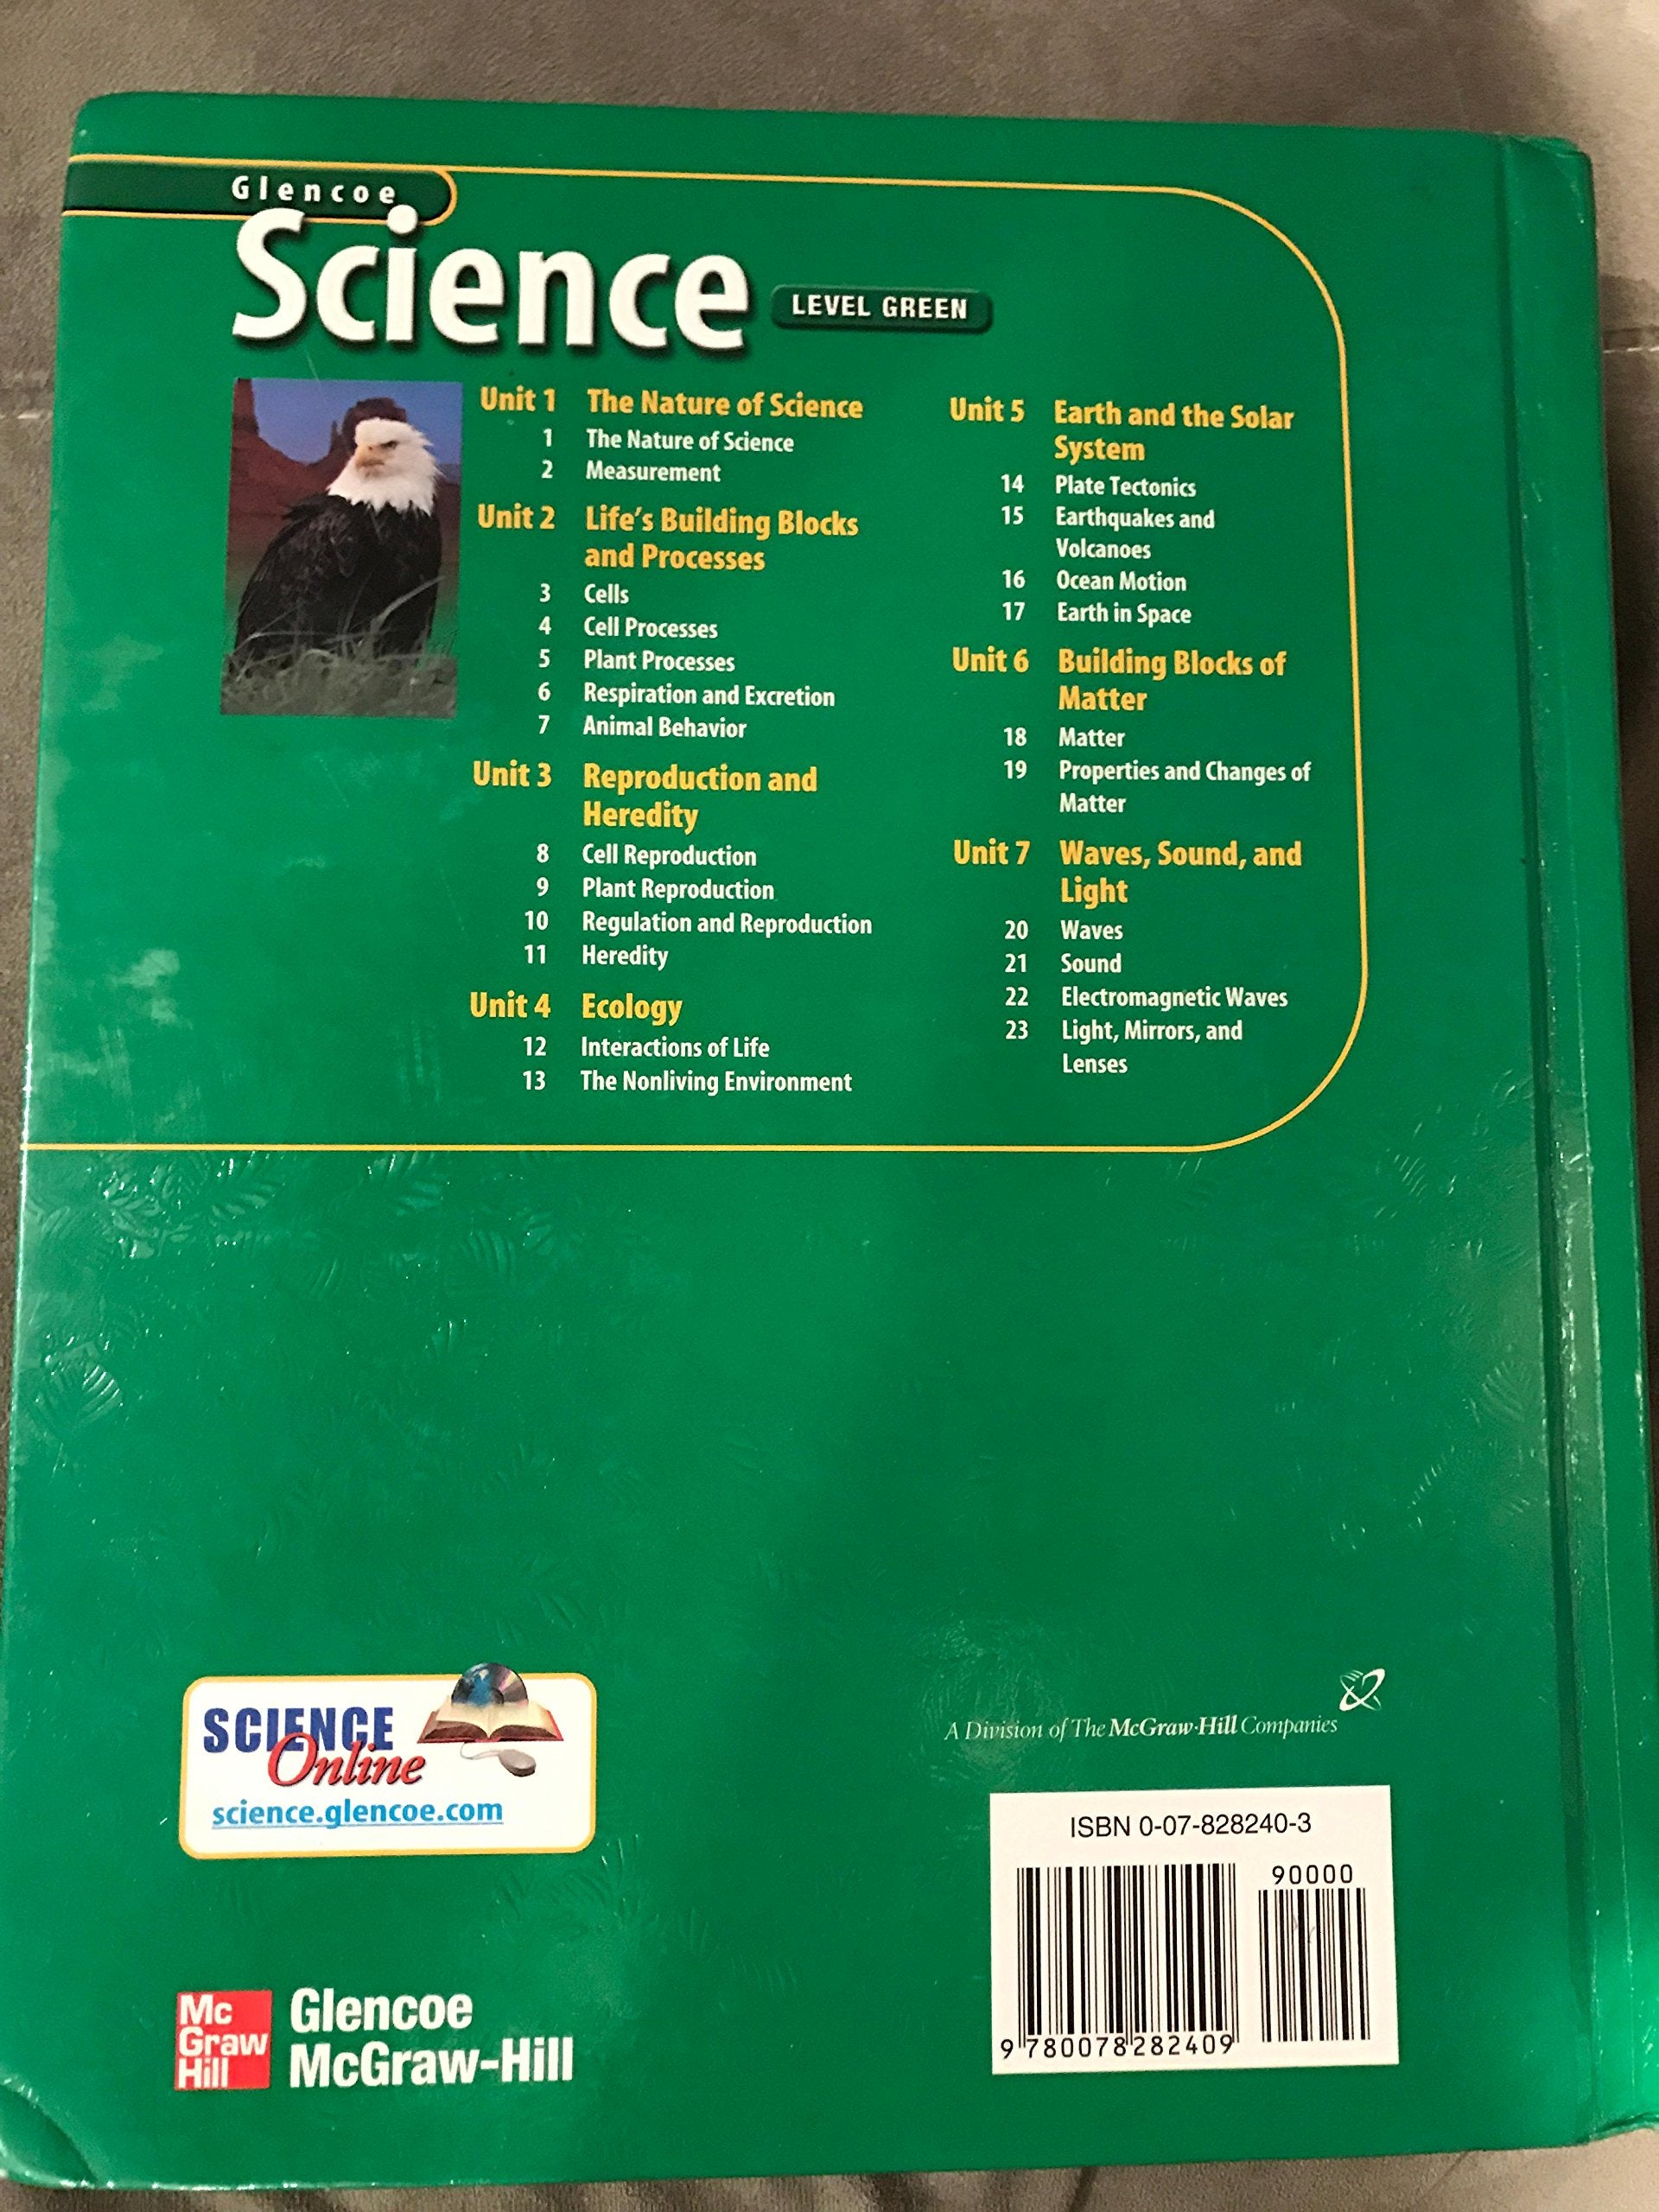 Glencoe
Science
LEVEL GREEN
Unit 1 The Nature of Science
1 The Nature of Science
2 Measurement
Unit 2 Life's Building Blocks
and Processes
3 Cells
4 Cell Processes
5 Plant Processes
6 Respiration and Excretion
7 Animal Behavior
Unit 3 Reproduction and
Heredity
8 Cell Reproduction
9 Plant Reproduction
10 Regulation and Reproduction
11 Heredity
Unit 4 Ecology
12 Interactions of Life
13 The Nonliving Environment
Unit 5 Earth and the Solar
System
14 Plate Tectonics
15 Earthquakes and
Volcanoes
16 Ocean Motion
17 Earth in Space
Unit 6 Building Blocks of
Matter
18 Matter
19 Properties and Changes of
Matter
Unit 7 Waves, Sound, and
Light
20 Waves
21 Sound
22 Electromagnetic Waves
23 Light, Mirrors, and
Lenses
SCIENCE
Online
science.glencoe.com
A Division of The McGraw·Hill Companies
ISBN 0-07-828240-3
90000
9 780078 282409
Mc
Graw
Hill
Glencoe
McGraw-Hill